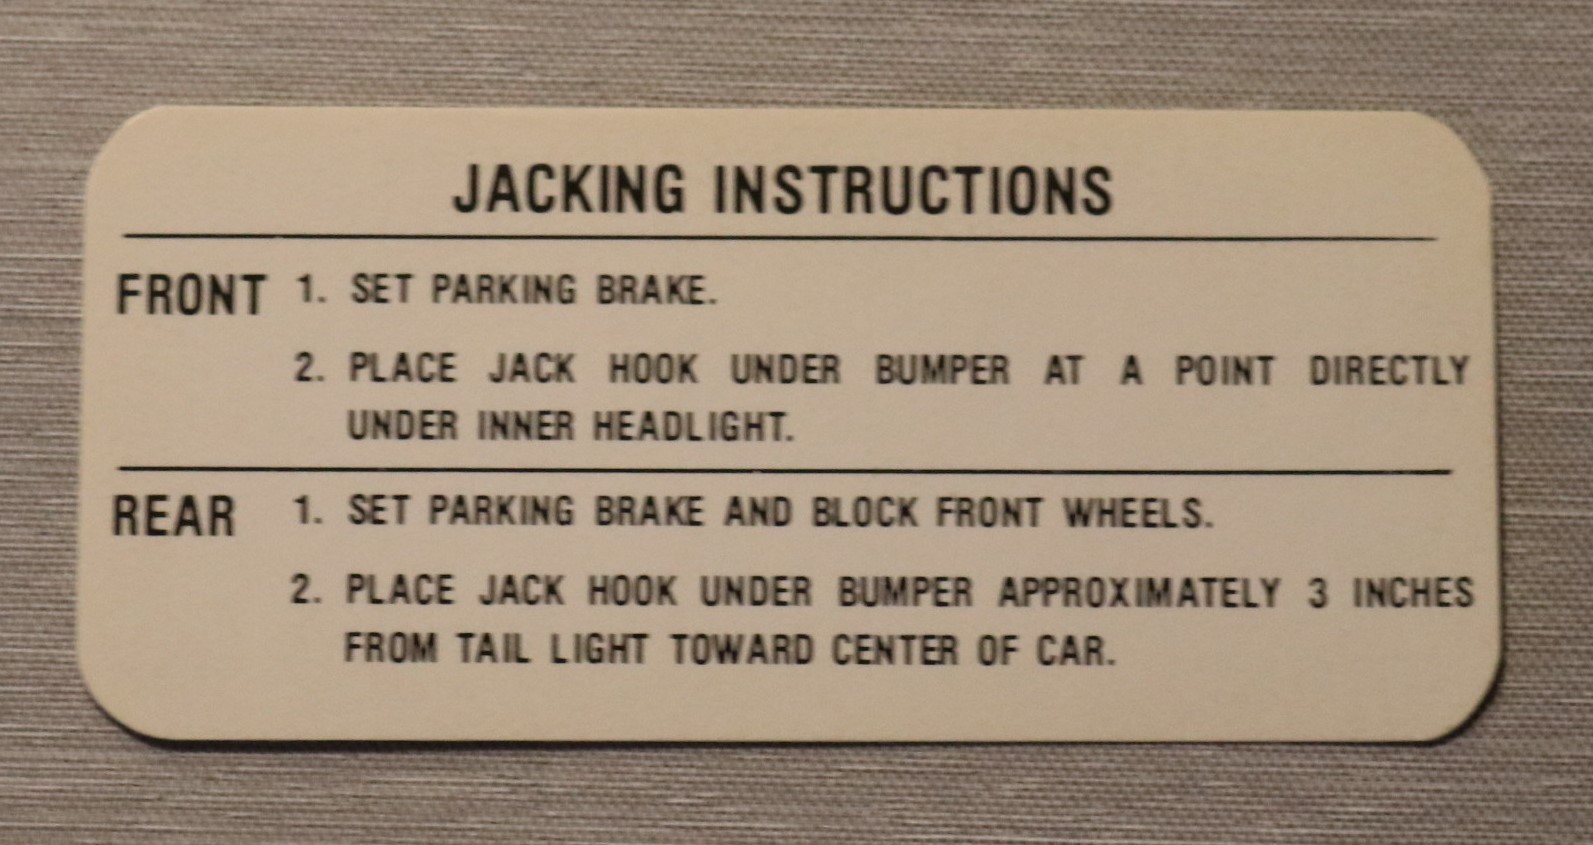 JACKING INSTRUCTIONS
FRONT 1. SET PARKING BRAKE.
2. PLACE JACK HOOK UNDER BUMPER AT A POINT DIRECTLY
UNDER INNER HEADLIGHT.
REAR 1. SET PARKING BRAKE AND BLOCK FRONT WHEELS.
2. PLACE JACK HOOK UNDER BUMPER APPROXIMATELY 3 INCHES
FROM TAIL LIGHT TOWARD CENTER OF CAR.